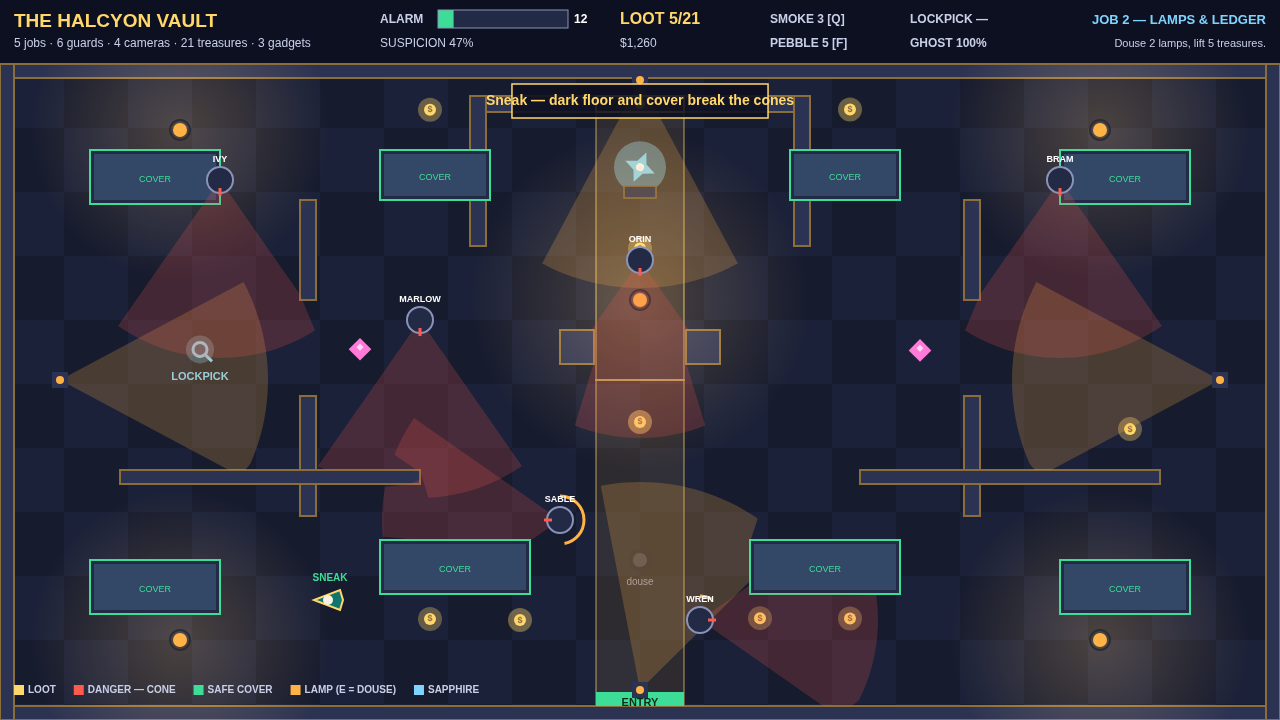 THE HALCYON VAULT
5 jobs · 6 guards · 4 cameras · 21 treasures · 3 gadgets
ALARM 12
SUSPICION 47%
LOOT 5/21
$1,260
SMOKE 3 [Q]
PEBBLE 5 [F]
LOCKPICK —
GHOST 100%
JOB 2 — LAMPS & LEDGER
Douse 2 lamps, lift 5 treasures.
Sneak — dark floor and cover break the cones
$
$
IVY
COVER
COVER
COVER
BRAM
COVER
ORIN
MARLOW
LOCKPICK
$
$
SABLE
COVER
COVER
COVER
COVER
SNEAK
douse
WREN
$
$
$
$
LOOT
DANGER — CONE
SAFE COVER
LAMP (E = DOUSE)
SAPPHIRE
ENTRY